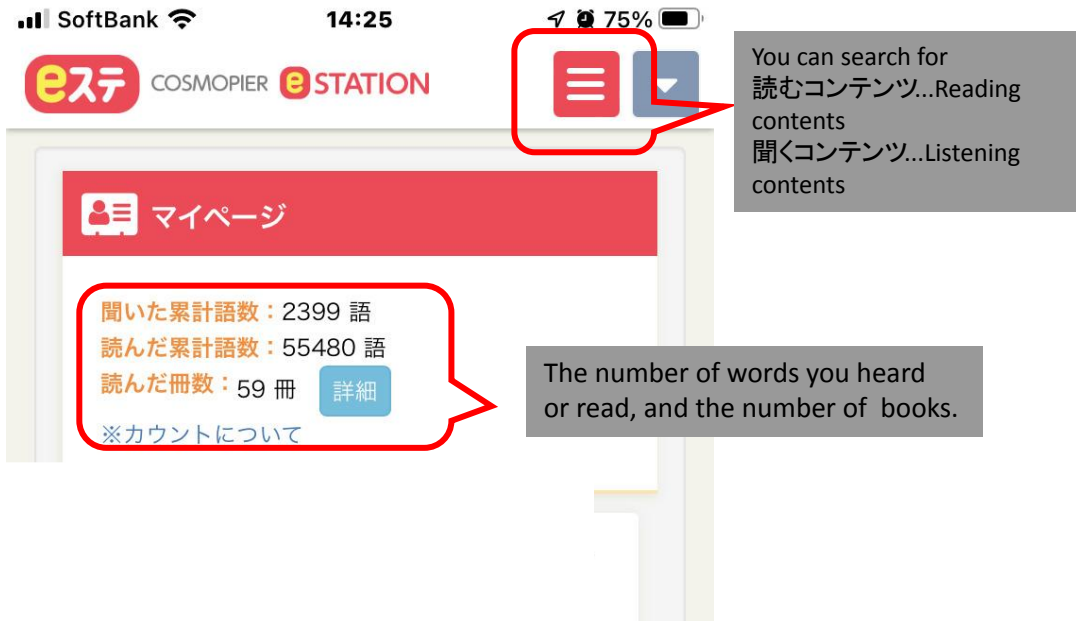 SoftBank 14:25 75%
eステ COSMOPIER e STATION
You can search for
読むコンテンツ...Reading
contents
聞くコンテンツ...Listening
contents
マイページ
聞いた累計語数：2399 語
読んだ累計語数：55480 語
読んだ冊数：59 冊 詳細
※カウントについて
The number of words you heard
or read, and the number of books.